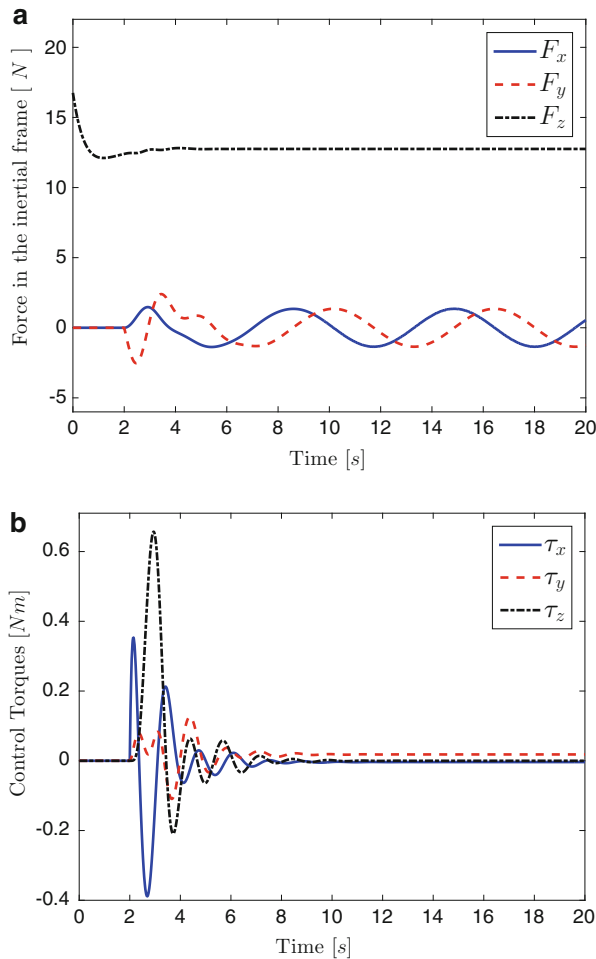 a
Force in the inertial frame [ N ]
20
15
10
5
0
-5
F_x
F_y
F_z
0 2 4 6 8 10 12 14 16 18 20
Time [s]
b
Control Torques [Nm]
0.6
0.4
0.2
0
-0.2
-0.4
τ_x
τ_y
τ_z
0 2 4 6 8 10 12 14 16 18 20
Time [s]